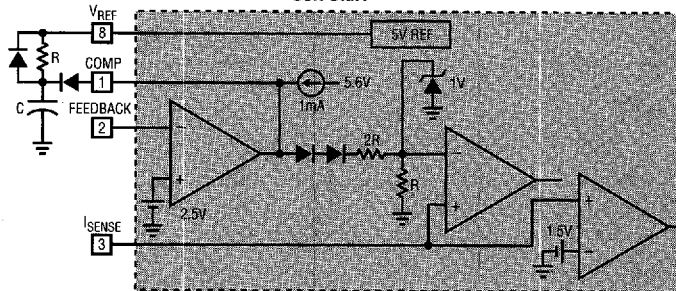 VREF
8
5V REF
R
COMP
1
5.6V
1mA
1V
C
FEEDBACK
2
2R
R
2.5V
ISENSE
3
1.5V